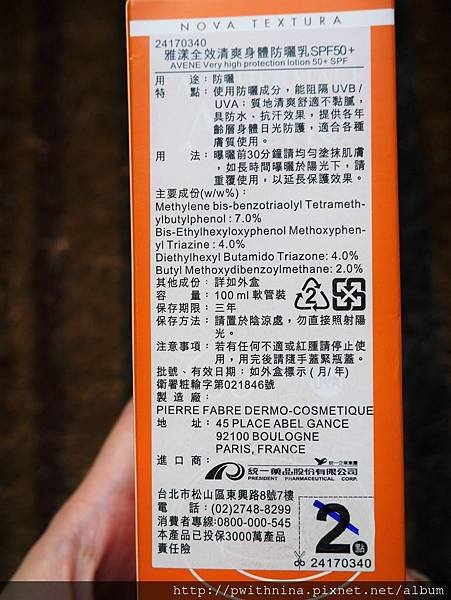 NOVA TEXTURA
24170340
雅漾全效清爽身體防曬乳SPF50+
AVENE Very high protection lotion 50+ SPF
用　途：防曬
特　點：使用防曬成分，能阻隔UVB/
UVA；質地清爽舒適不黏膩，
具防水、抗汗效果，提供各年
齡層身體日光防護，適合各種
膚質使用。
用　法：曝曬前30分鐘請均勻塗抹肌膚
，如長時間曝曬於陽光下，請
重覆使用，以延長保護效果。
主要成份(w/w%)：
Methylene bis-benzotriaolyl Tetrameth-
ylbutylphenol : 7.0%
Bis-Ethylhexyloxyphenol Methoxyphen-
yl Triazine : 4.0%
Diethylhexyl Butamido Triazone: 4.0%
Butyl Methoxydibenzoylmethane: 2.0%
其他成份：詳如外盒
容　量：100 ml 軟管裝
保存期限：三年
保存方法：請置於陰涼處，勿直接照射陽
光。
注意事項：若有任何不適或紅腫請停止使
用，用完後請隨手蓋緊瓶蓋。
批號、有效日期：如外盒標示 (月/年)
衛署粧輸字第021846號
製 造 廠：
PIERRE FABRE DERMO-COSMETIQUE
地　址：45 PLACE ABEL GANCE
92100 BOULOGNE
PARIS, FRANCE
進 口 商：
統一企業集團
統一藥品股份有限公司
PRESIDENT PHARMACEUTICAL CORP.
台北市松山區東興路8號7樓
電　話：(02)2748-8299
消費者專線:0800-000-545
本產品已投保3000萬產品
責任險
2
2
點
24170340
http://pwithnina.pixnet.net/album